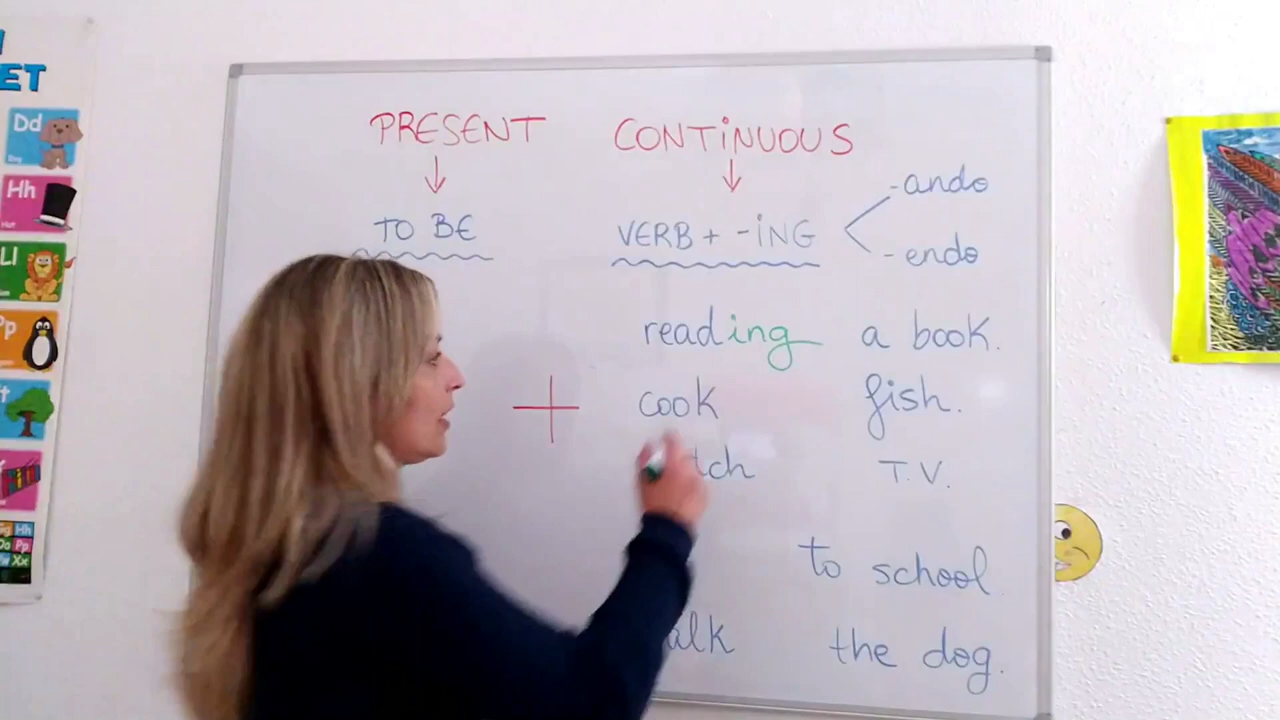 PRESENT CONTINUOUS
TO BE VERB + -ING
-ando
-endo
reading a book.
cook fish.
T.V.
to school.
the dog.
ET
Dd
Hh
Ll
Pp